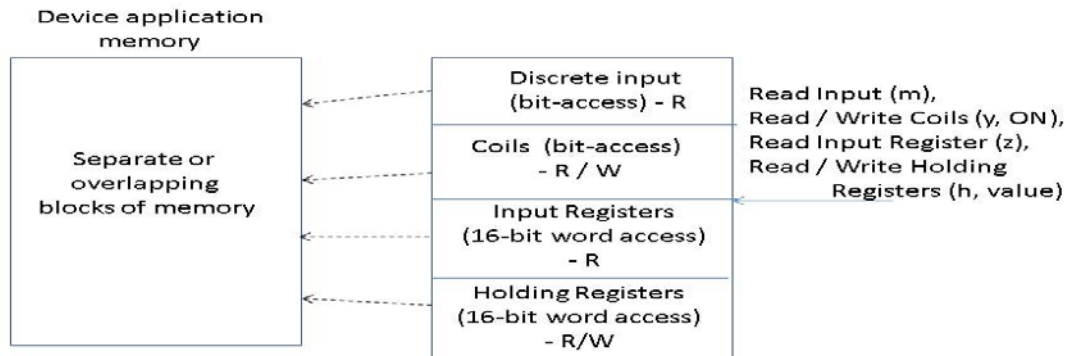 Device application
memory
Separate or
overlapping
blocks of memory
Discrete input
(bit-access) - R
Coils (bit-access)
- R / W
Input Registers
(16-bit word access)
- R
Holding Registers
(16-bit word access)
- R/W
Read Input (m),
Read / Write Coils (y, ON),
Read Input Register (z),
Read / Write Holding
Registers (h, value)